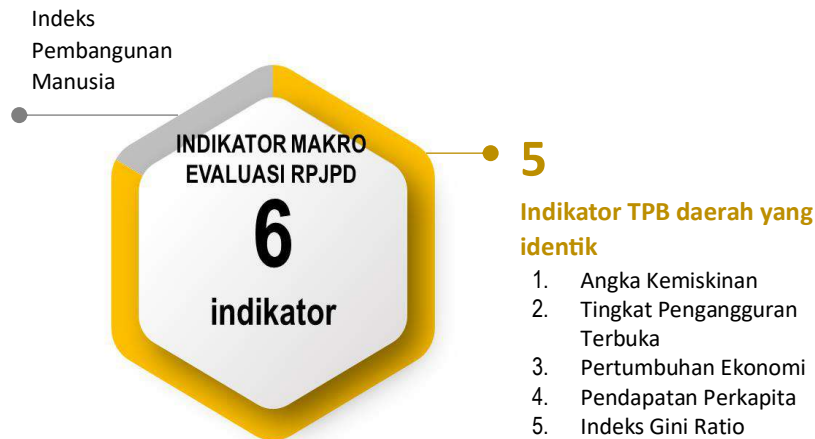 Indeks
Pembangunan
Manusia
INDIKATOR MAKRO
EVALUASI RPJPD
6
indikator
5
Indikator TPB daerah yang
identik
1. Angka Kemiskinan
2. Tingkat Pengangguran
Terbuka
3. Pertumbuhan Ekonomi
4. Pendapatan Perkapita
5. Indeks Gini Ratio